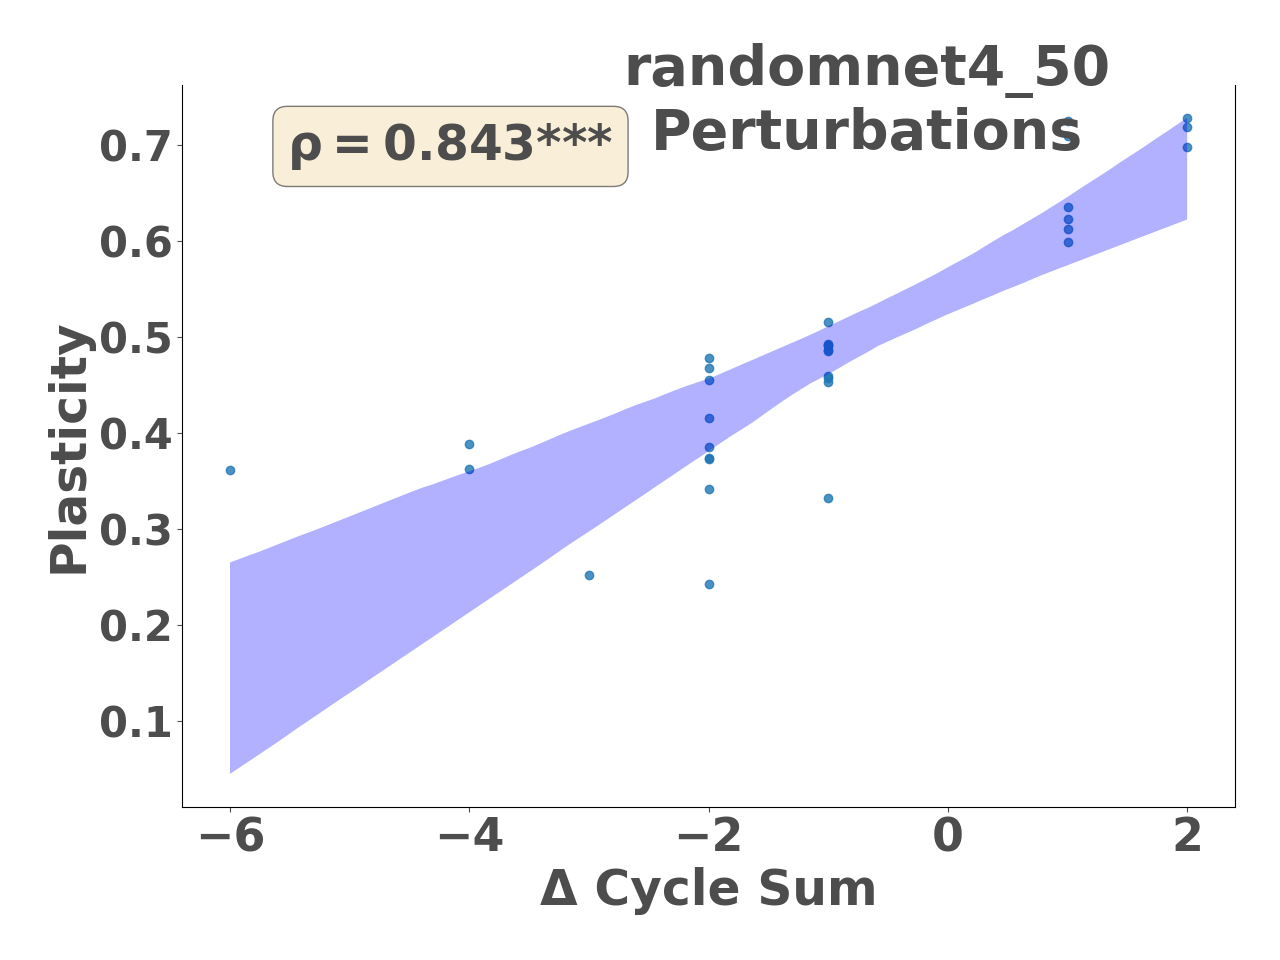 randomnet4_50
Perturbations
ρ = 0.843***
Plasticity
0.7
0.6
0.5
0.4
0.3
0.2
0.1
−6
−4
−2
0
2
Δ Cycle Sum